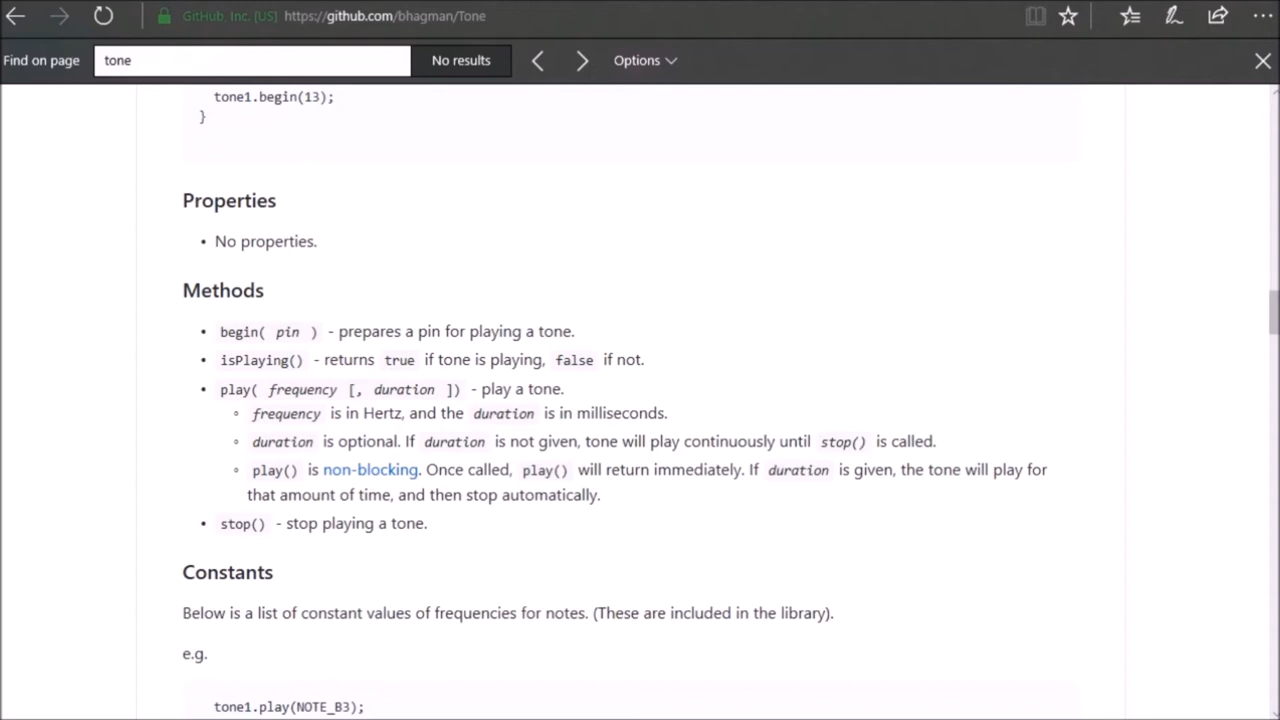 GitHub, Inc. [US] https://github.com/bhagman/Tone
Find on page tone No results Options
tone1.begin(13);
}
Properties
• No properties.
Methods
• begin( pin ) - prepares a pin for playing a tone.
• isPlaying() - returns true if tone is playing, false if not.
• play( frequency [, duration ]) - play a tone.
◦ frequency is in Hertz, and the duration is in milliseconds.
◦ duration is optional. If duration is not given, tone will play continuously until stop() is called.
◦ play() is non-blocking. Once called, play() will return immediately. If duration is given, the tone will play for
that amount of time, and then stop automatically.
• stop() - stop playing a tone.
Constants
Below is a list of constant values of frequencies for notes. (These are included in the library).
e.g.
tone1.play(NOTE_B3);